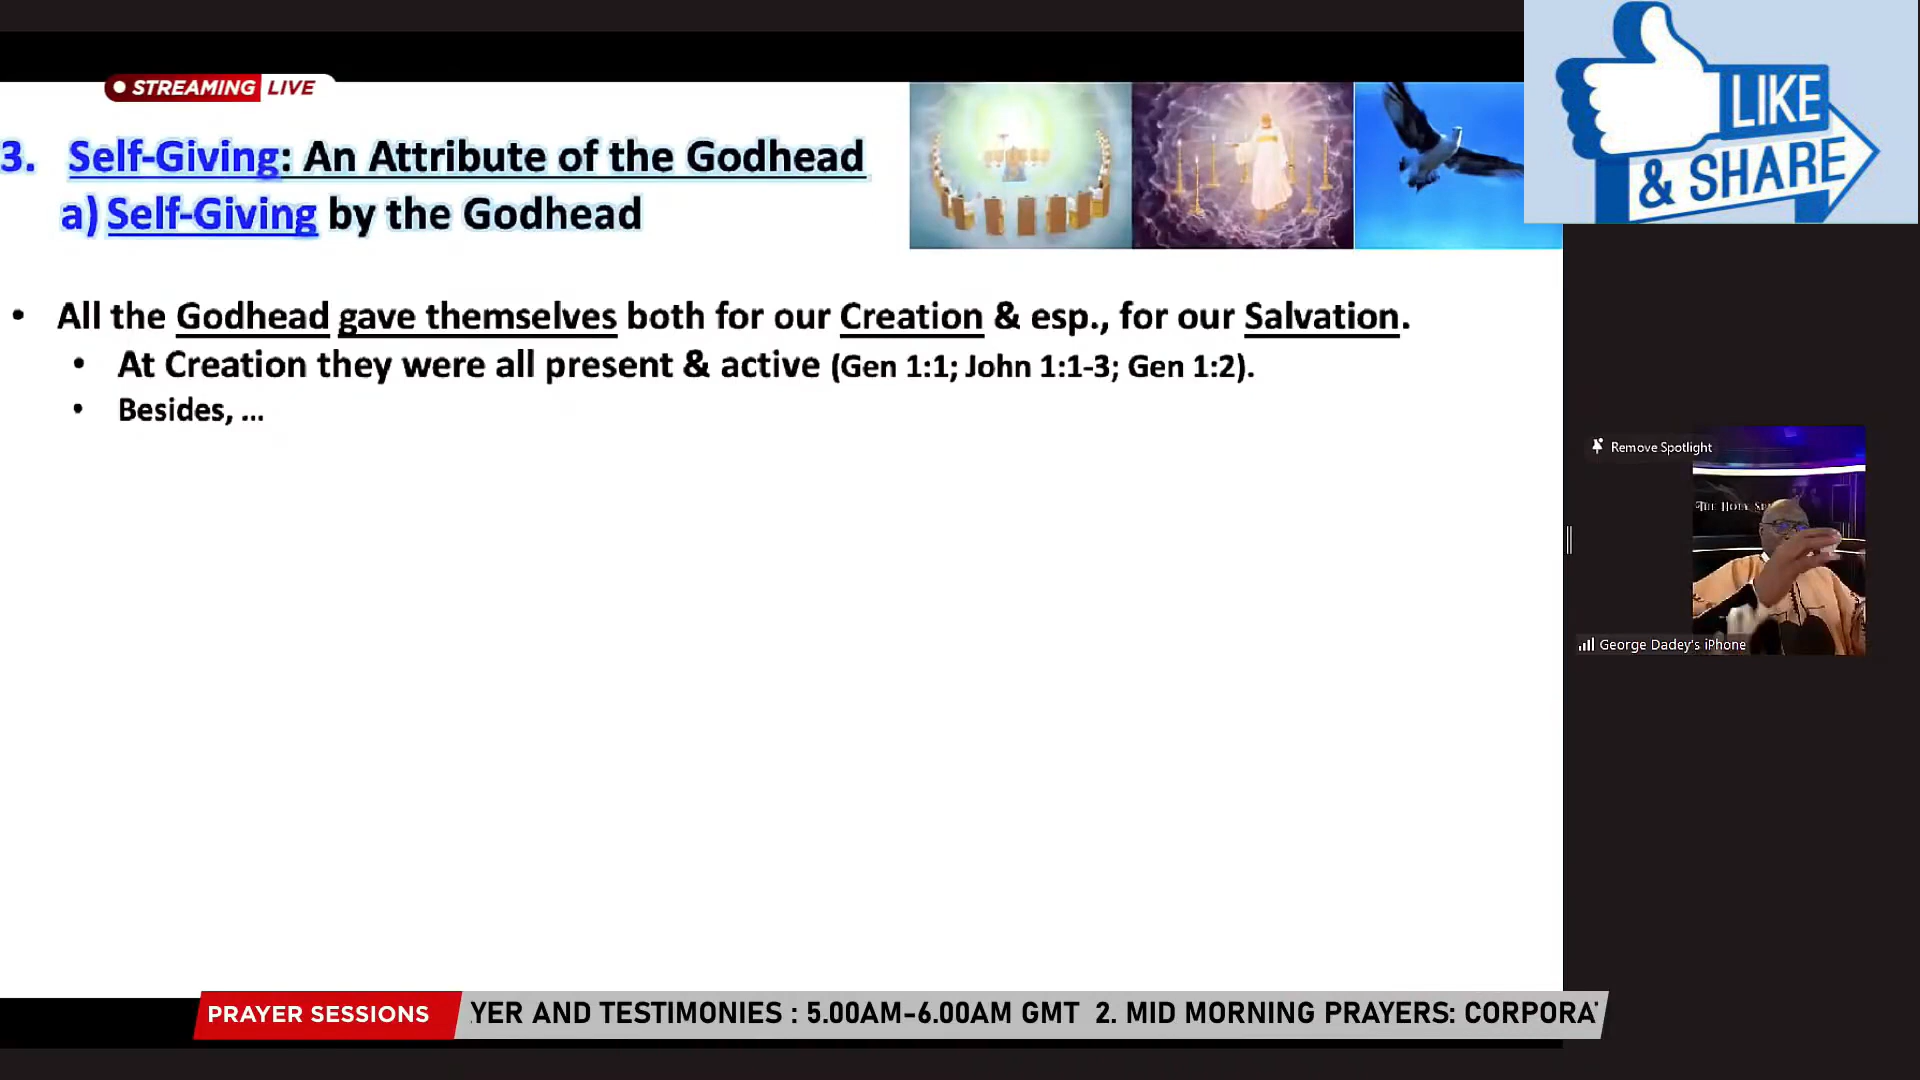 STREAMING LIVE
LIKE
& SHARE
3. Self-Giving: An Attribute of the Godhead
a) Self-Giving by the Godhead
• All the Godhead gave themselves both for our Creation & esp., for our Salvation.
• At Creation they were all present & active (Gen 1:1; John 1:1-3; Gen 1:2).
• Besides, ...
Remove Spotlight
THE HOLY
George Dadey's iPhone
PRAYER SESSIONS
YER AND TESTIMONIES : 5.00AM-6.00AM GMT 2. MID MORNING PRAYERS: CORPORA